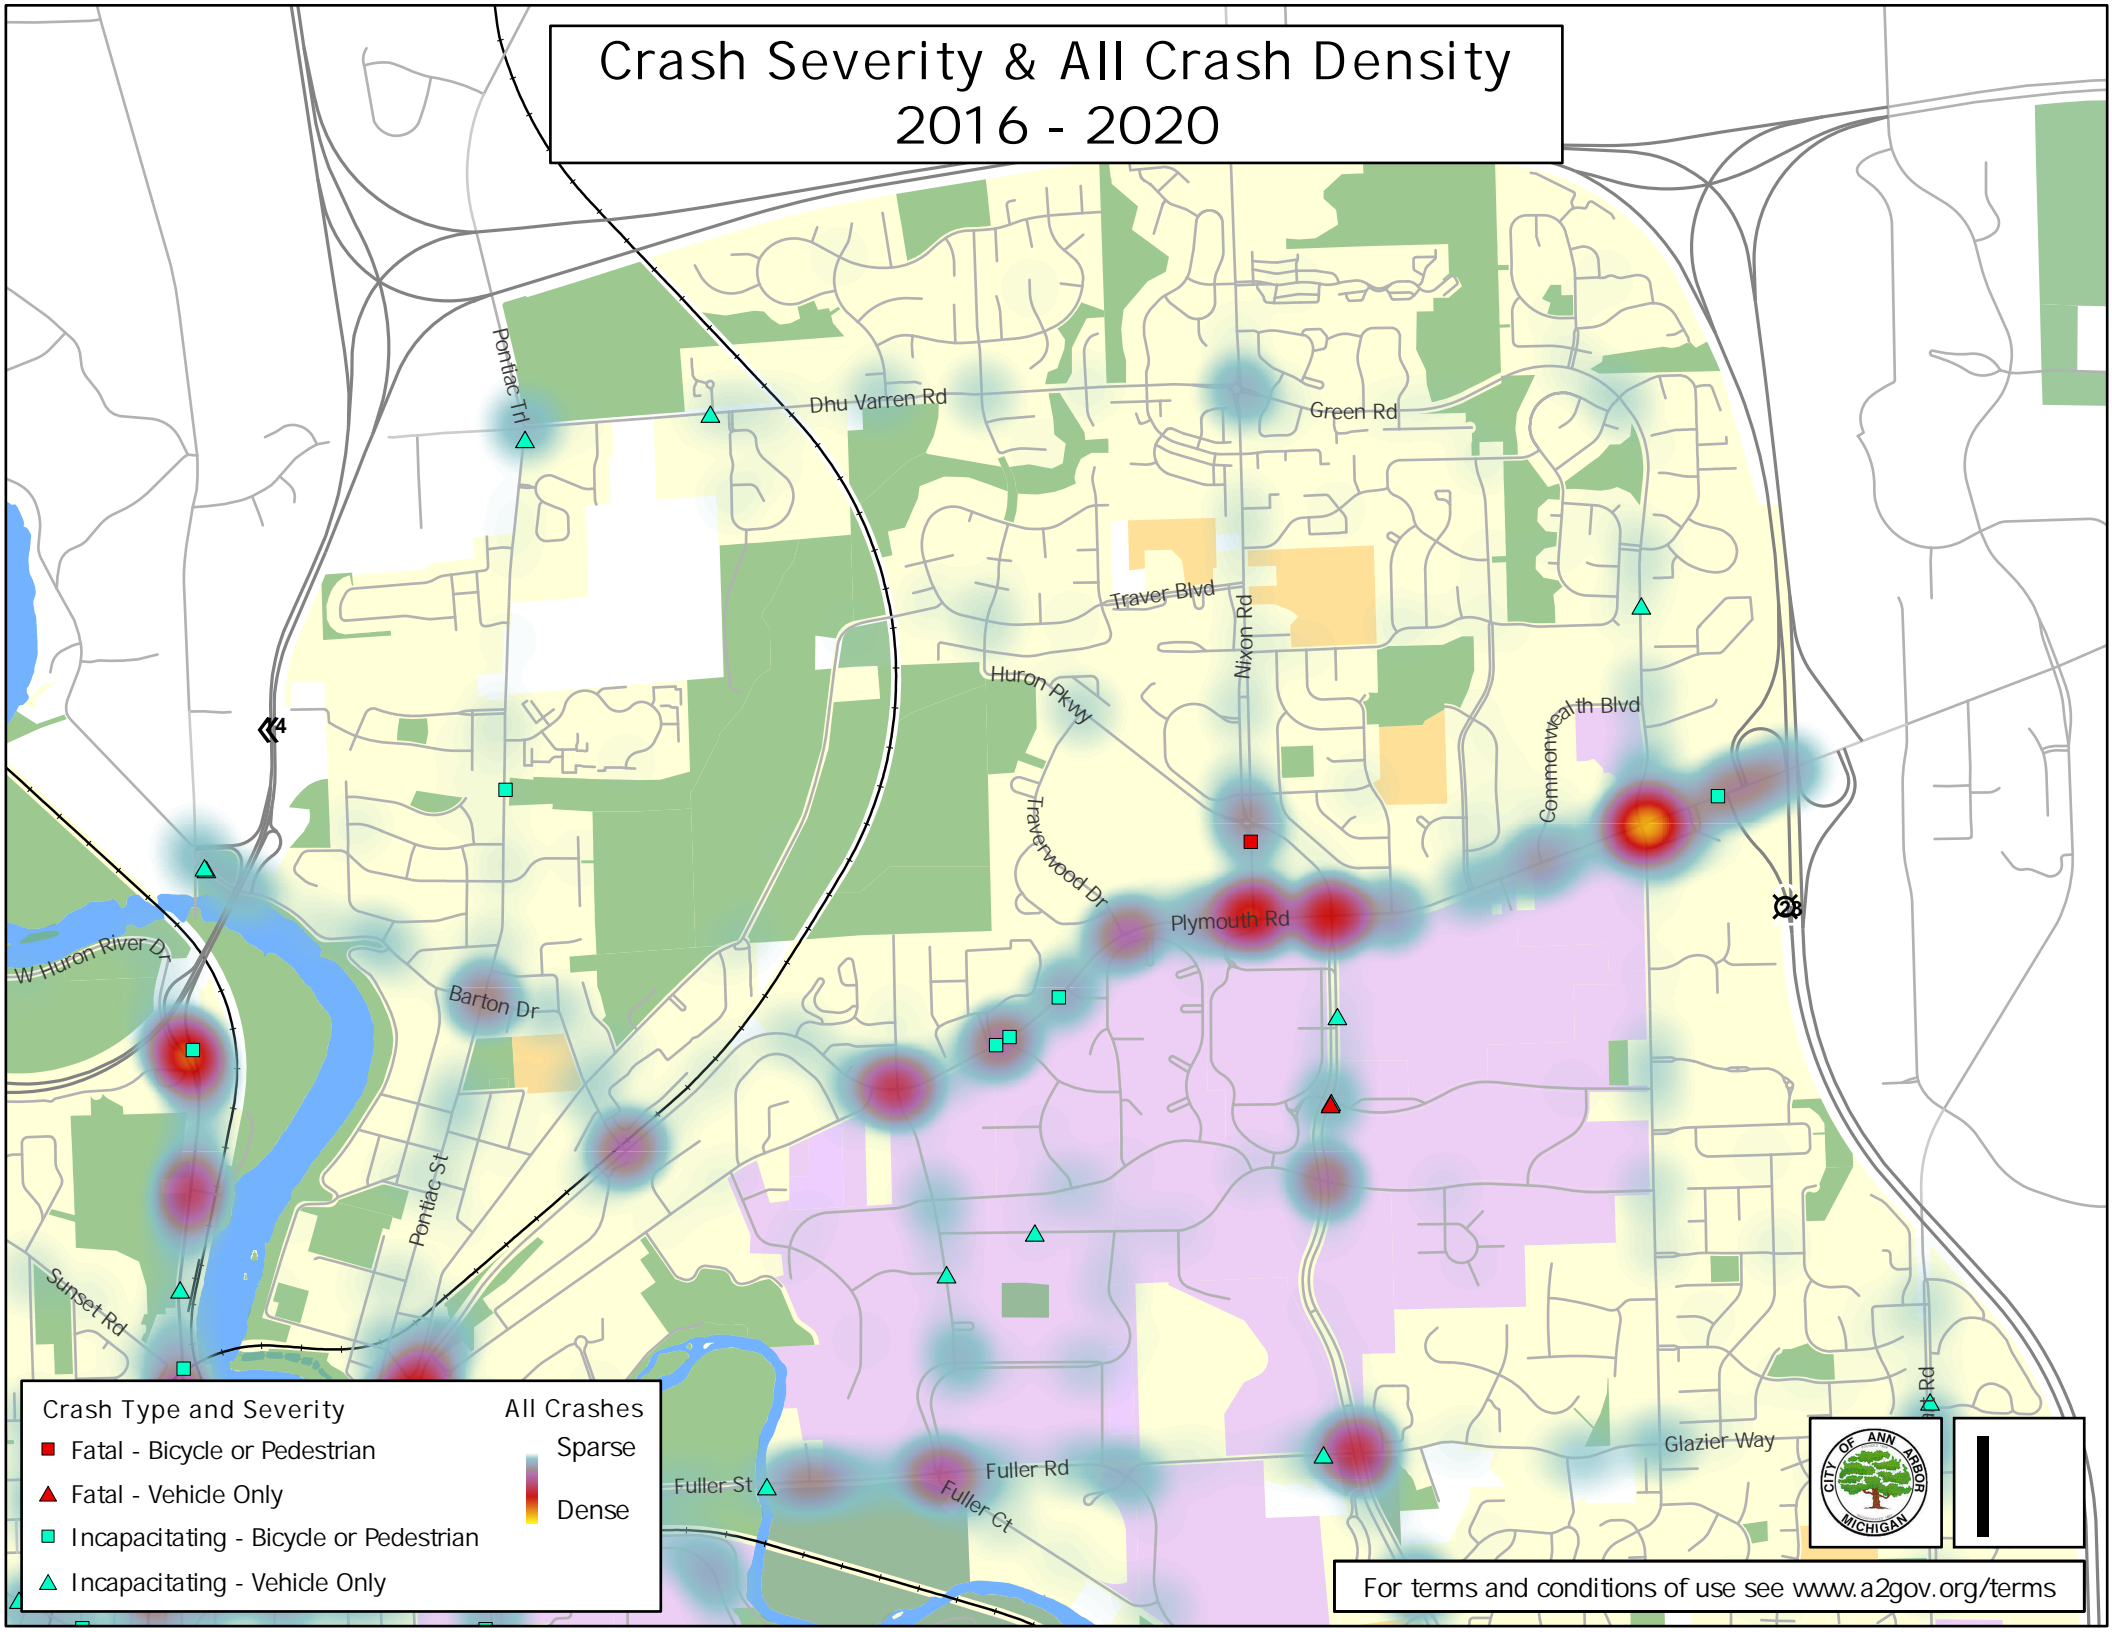 Crash Severity & All Crash Density
2016 - 2020
Pontiac Trl
Dhu Varren Rd
Green Rd
Traver Blvd
Nixon Rd
Huron Pkwy
Commonwealth Blvd
4
Traverwood Dr
Plymouth Rd
23
W Huron River Dr
Barton Dr
Pontiac St
Sunset Rd
Glazier Way
Rd
Fuller St
Fuller Rd
Fuller Ct
Crash Type and Severity
Fatal - Bicycle or Pedestrian
Fatal - Vehicle Only
Incapacitating - Bicycle or Pedestrian
Incapacitating - Vehicle Only
All Crashes
Sparse
Dense
CITY OF ANN ARBOR
MICHIGAN
For terms and conditions of use see www.a2gov.org/terms